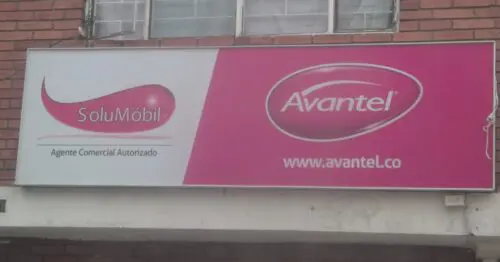 SoluMóbil
Agente Comercial Autorizado
Avantel
www.avantel.co